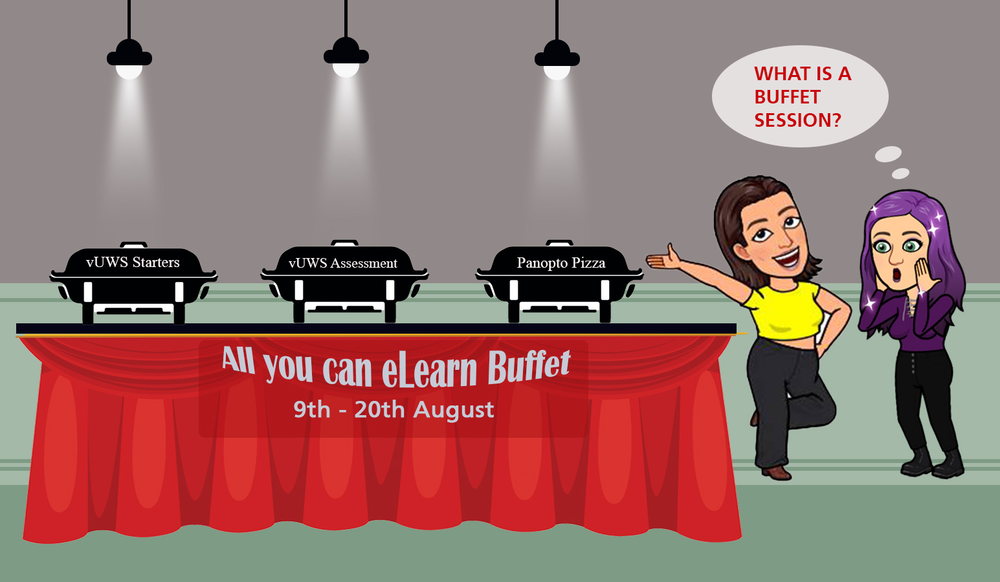 WHAT IS A
BUFFET
SESSION?
vUWS Starters
vUWS Assessment
Panopto Pizza
All you can eLearn Buffet
9th - 20th August